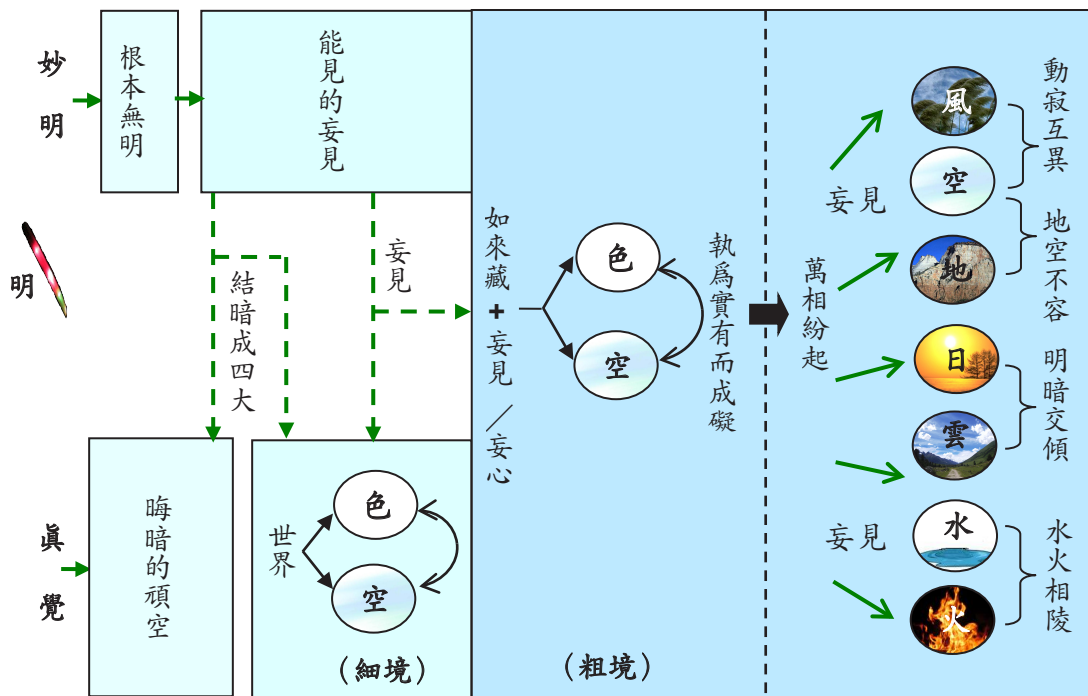 妙明
根本無明
能見的妄見
明
結暗成四大
妄見
真覺
晦暗的頑空
世界
色
空
(細境)
如來藏+妄見／妄心
色
空
執爲實有而成礙
(粗境)
萬相紛起
妄見
妄見
風
空
地
日
雲
水
火
動寂互異
地空不容
明暗交傾
水火相陵